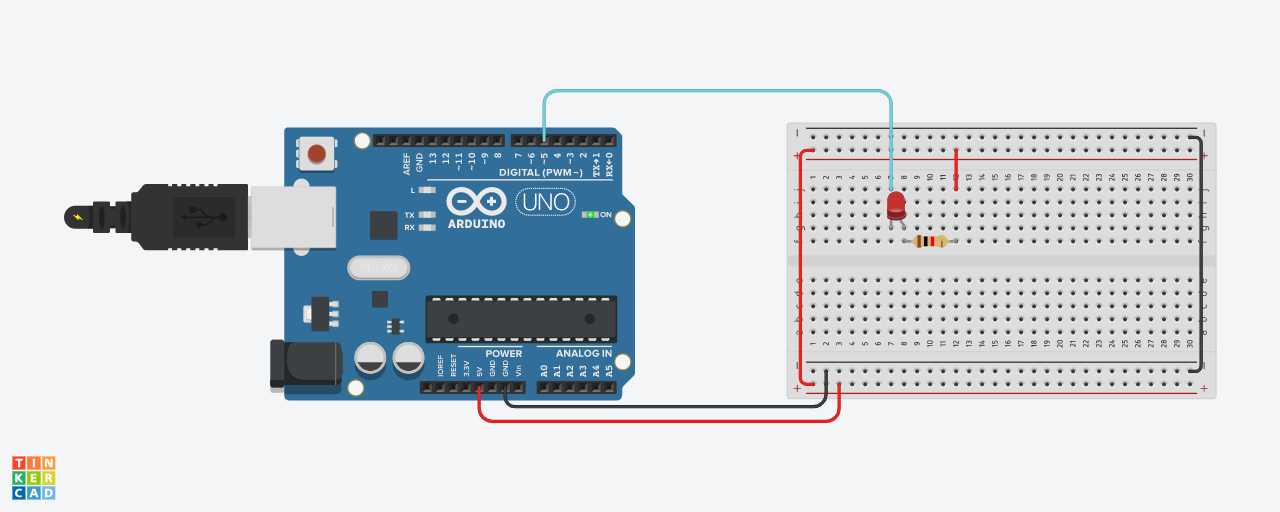 AREF GND 13 12 ~11 ~10 ~9 8 7 ~6 ~5 4 ~3 2 TX→1 RX←0
DIGITAL (PWM~)
L
TX
RX
ARDUINO
UNO
ON
POWER
ANALOG IN
IOREF RESET 3.3V 5V GND GND Vin A0 A1 A2 A3 A4 A5
1 2 3 4 5 6 7 8 9 10 11 12 13 14 15 16 17 18 19 20 21 22 23 24 25 26 27 28 29 30
j j
i i
h h
g g
f f
e e
d d
c c
b b
a a
1 2 3 4 5 6 7 8 9 10 11 12 13 14 15 16 17 18 19 20 21 22 23 24 25 26 27 28 29 30
TIN
KER
CAD